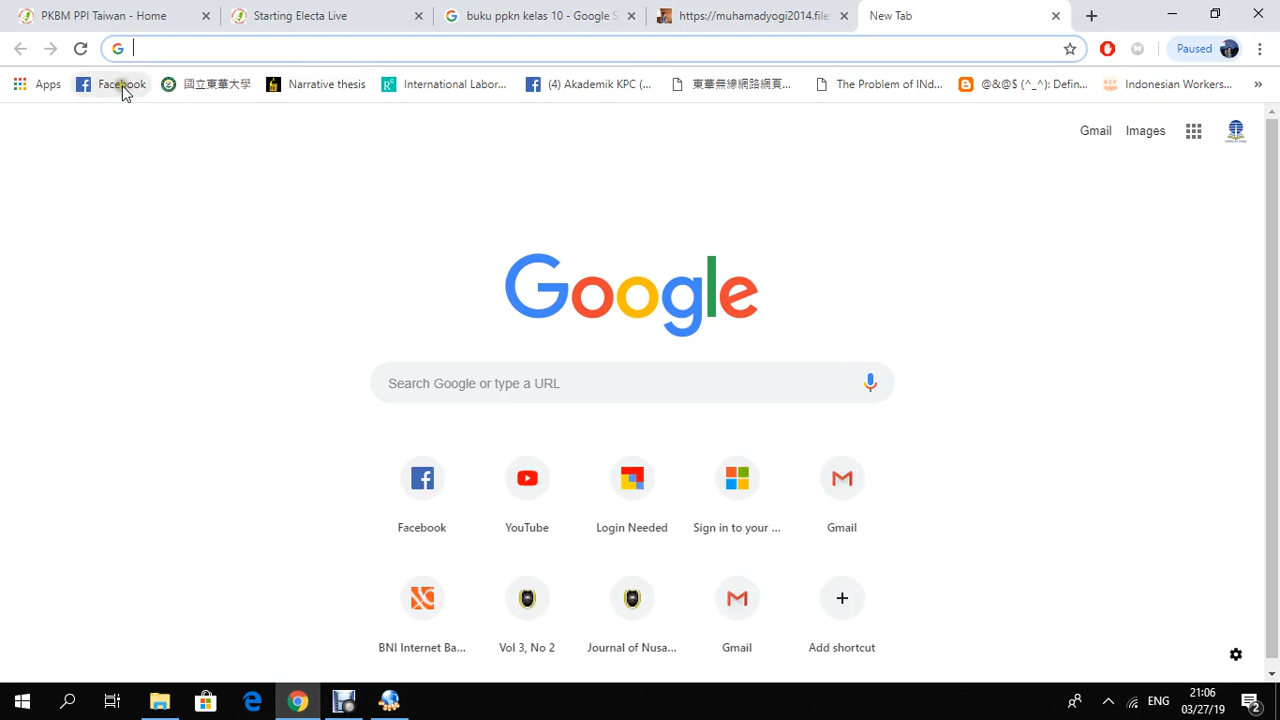 PKBM PPI Taiwan - Home
Starting Electa Live
buku ppkn kelas 10 - Google S
https://muhamadyogi2014.files
New Tab
Paused
Apps
Facebook
國立東華大學
Narrative thesis
International Labor...
(4) Akademik KPC (...
東華無線網路網頁...
The Problem of INd...
@&@$ (^_^): Defin...
Indonesian Workers...
»
Gmail
Images
Google
Search Google or type a URL
Facebook
YouTube
Login Needed
Sign in to your ...
Gmail
BNI Internet Ba...
Vol 3, No 2
Journal of Nusa...
Gmail
Add shortcut
ENG
21:06
03/27/19
2